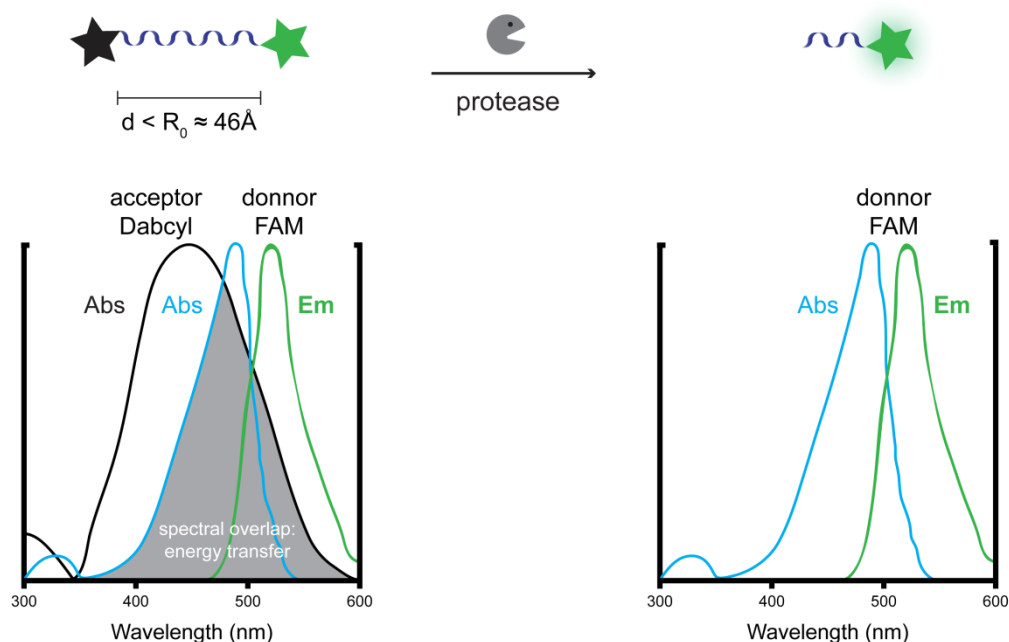 d < R₀ ≈ 46Å
protease
acceptor
Dabcyl
donnor
FAM
Abs
Abs
Em
spectral overlap:
energy transfer
300
400
500
600
Wavelength (nm)
donnor
FAM
Abs
Em
300
400
500
600
Wavelength (nm)